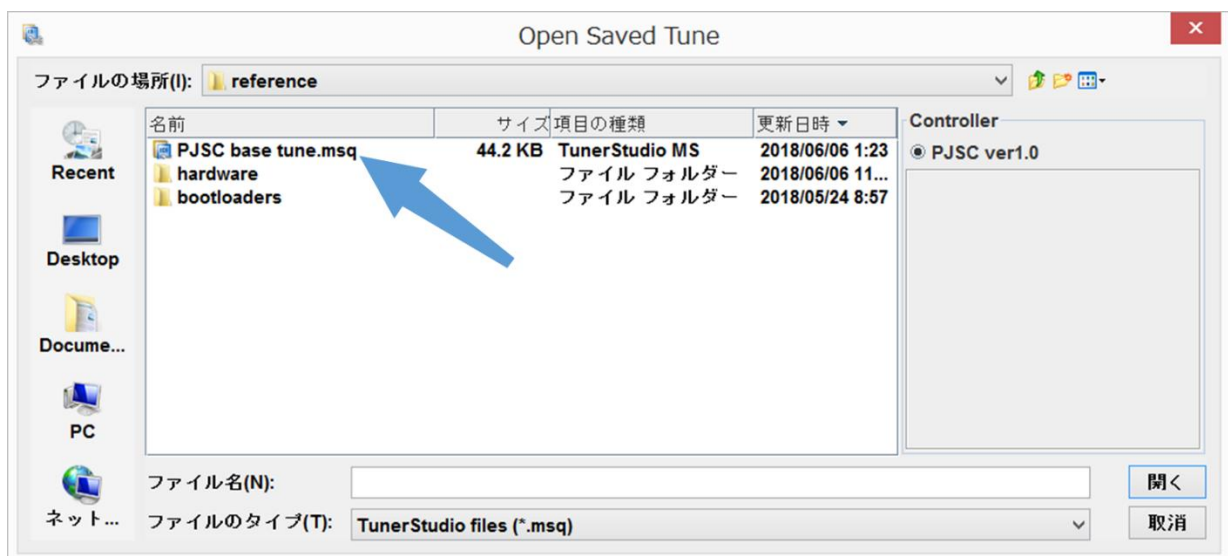 Open Saved Tune
ファイルの場所(I): reference
名前 サイズ 項目の種類 更新日時
PJSC base tune.msq 44.2 KB TunerStudio MS 2018/06/06 1:23
hardware ファイル フォルダー 2018/06/06 11...
bootloaders ファイル フォルダー 2018/05/24 8:57
Controller
PJSC ver1.0
Recent
Desktop
Docume...
PC
ネット...
ファイル名(N):
開く
ファイルのタイプ(T): TunerStudio files (*.msq)
取消